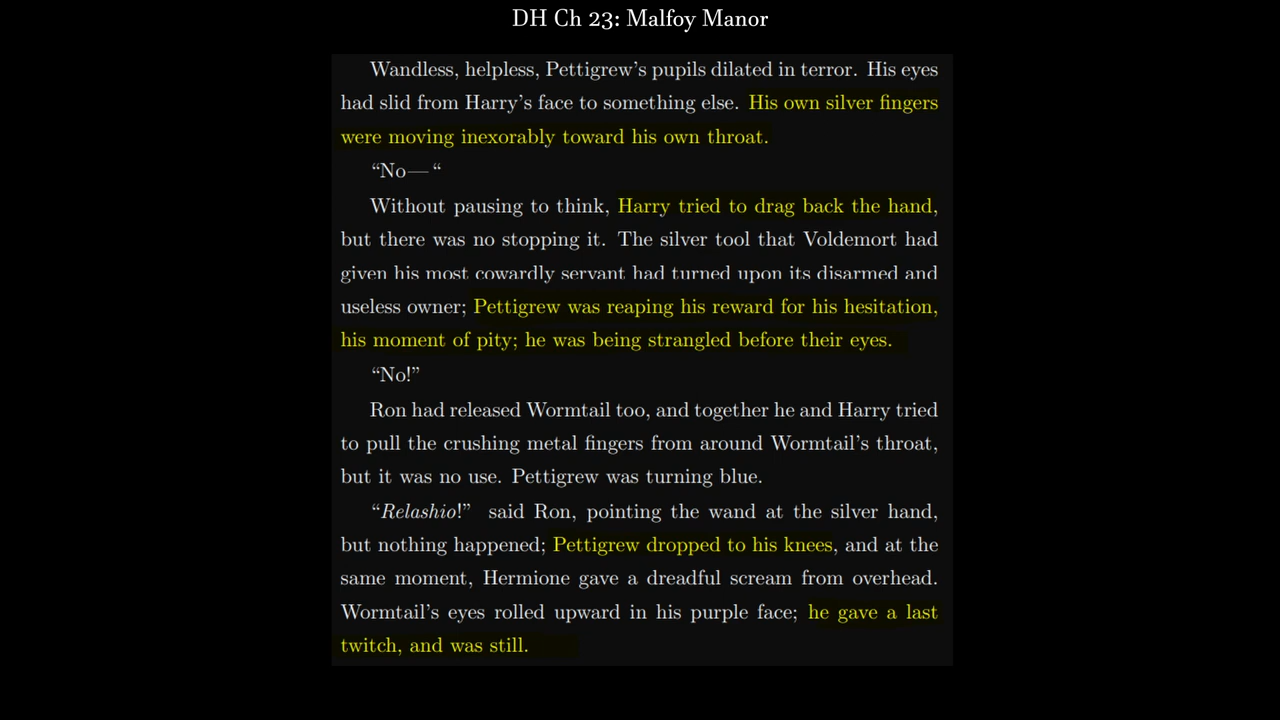 DH Ch 23: Malfoy Manor
Wandless, helpless, Pettigrew’s pupils dilated in terror. His eyes
had slid from Harry’s face to something else. His own silver fingers
were moving inexorably toward his own throat.
“No—“
Without pausing to think, Harry tried to drag back the hand,
but there was no stopping it. The silver tool that Voldemort had
given his most cowardly servant had turned upon its disarmed and
useless owner; Pettigrew was reaping his reward for his hesitation,
his moment of pity; he was being strangled before their eyes.
“No!”
Ron had released Wormtail too, and together he and Harry tried
to pull the crushing metal fingers from around Wormtail’s throat,
but it was no use. Pettigrew was turning blue.
“Relashio!” said Ron, pointing the wand at the silver hand,
but nothing happened; Pettigrew dropped to his knees, and at the
same moment, Hermione gave a dreadful scream from overhead.
Wormtail’s eyes rolled upward in his purple face; he gave a last
twitch, and was still.